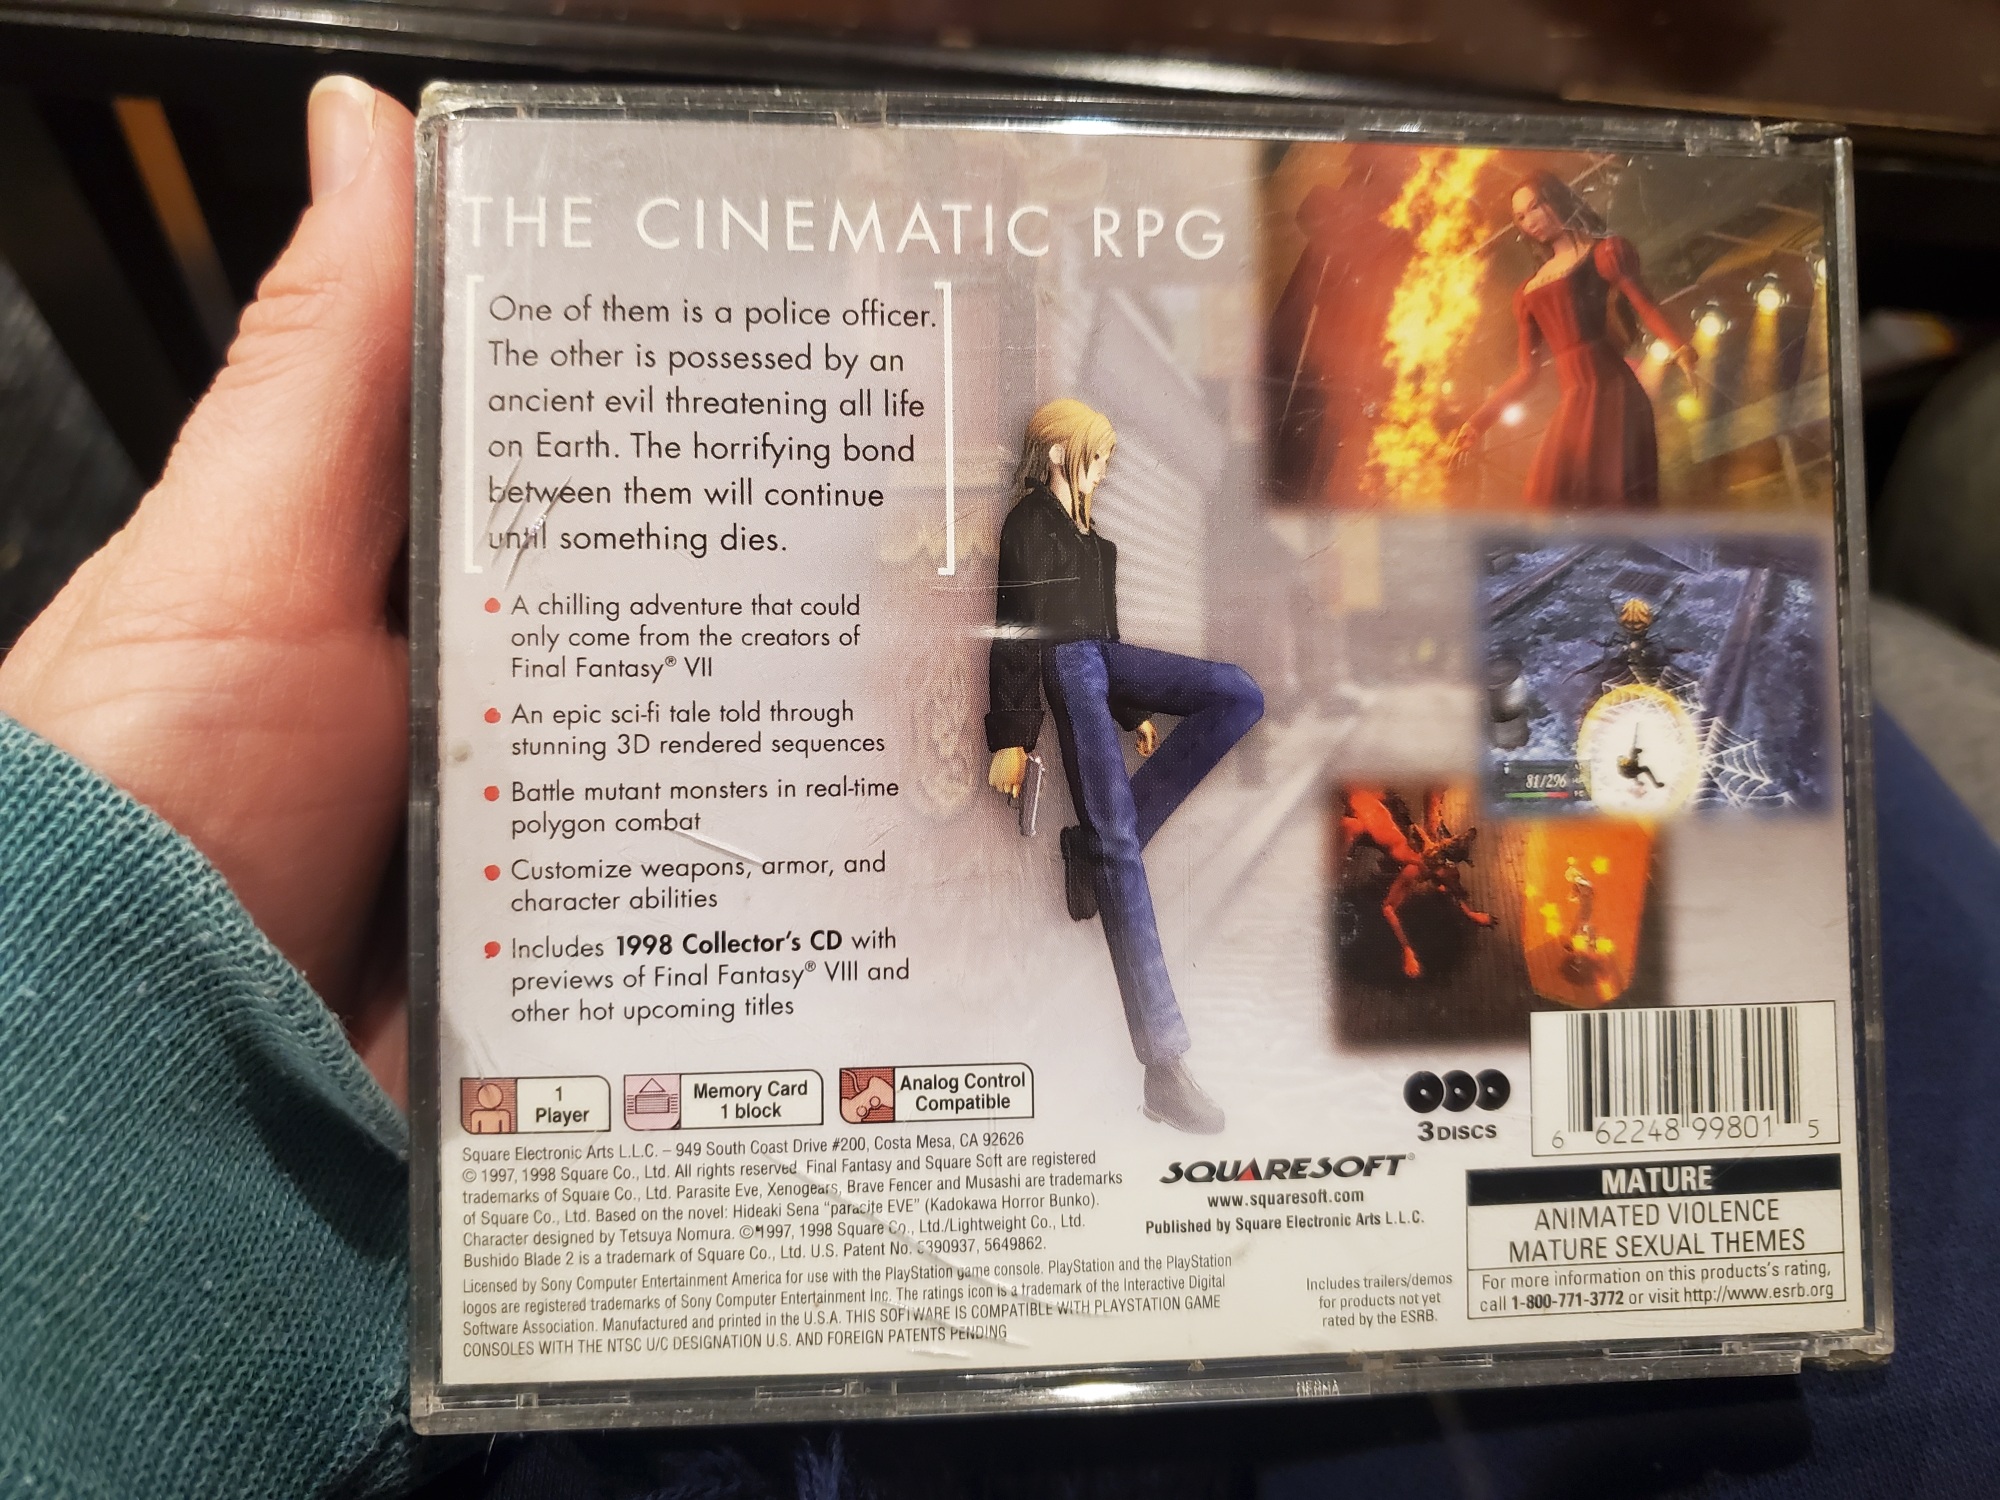 THE CINEMATIC RPG
One of them is a police officer.
The other is possessed by an
ancient evil threatening all life
on Earth. The horrifying bond
between them will continue
until something dies.
A chilling adventure that could
only come from the creators of
Final Fantasy® VII
An epic sci-fi tale told through
stunning 3D rendered sequences
Battle mutant monsters in real-time
polygon combat
Customize weapons, armor, and
character abilities
Includes 1998 Collector's CD with
previews of Final Fantasy® VIII and
other hot upcoming titles
81/296
1
Player
Memory Card
1 block
Analog Control
Compatible
Square Electronic Arts L.L.C. – 949 South Coast Drive #200, Costa Mesa, CA 92626
© 1997, 1998 Square Co., Ltd. All rights reserved Final Fantasy and Square Soft are registered
trademarks of Square Co., Ltd. Parasite Eve, Xenogears, Brave Fencer and Musashi are trademarks
of Square Co., Ltd. Based on the novel: Hideaki Sena "paracite EVE" (Kadokawa Horror Bunko).
Character designed by Tetsuya Nomura. © 1997, 1998 Square Co., Ltd./Lightweight Co., Ltd.
Bushido Blade 2 is a trademark of Square Co., Ltd. U.S. Patent No. 5390937, 5649862.
Licensed by Sony Computer Entertainment America for use with the PlayStation game console. PlayStation and the PlayStation
logos are registered trademarks of Sony Computer Entertainment Inc. The ratings icon is a trademark of the Interactive Digital
Software Association. Manufactured and printed in the U.S.A. THIS SOFTWARE IS COMPATIBLE WITH PLAYSTATION GAME
CONSOLES WITH THE NTSC U/C DESIGNATION U.S. AND FOREIGN PATENTS PENDING
3 DISCS
SQUARESOFT®
www.squaresoft.com
Published by Square Electronic Arts L.L.C.
Includes trailers/demos
for products not yet
rated by the ESRB.
6 62248 99801 5
MATURE
ANIMATED VIOLENCE
MATURE SEXUAL THEMES
For more information on this products's rating,
call 1-800-771-3772 or visit http://www.esrb.org